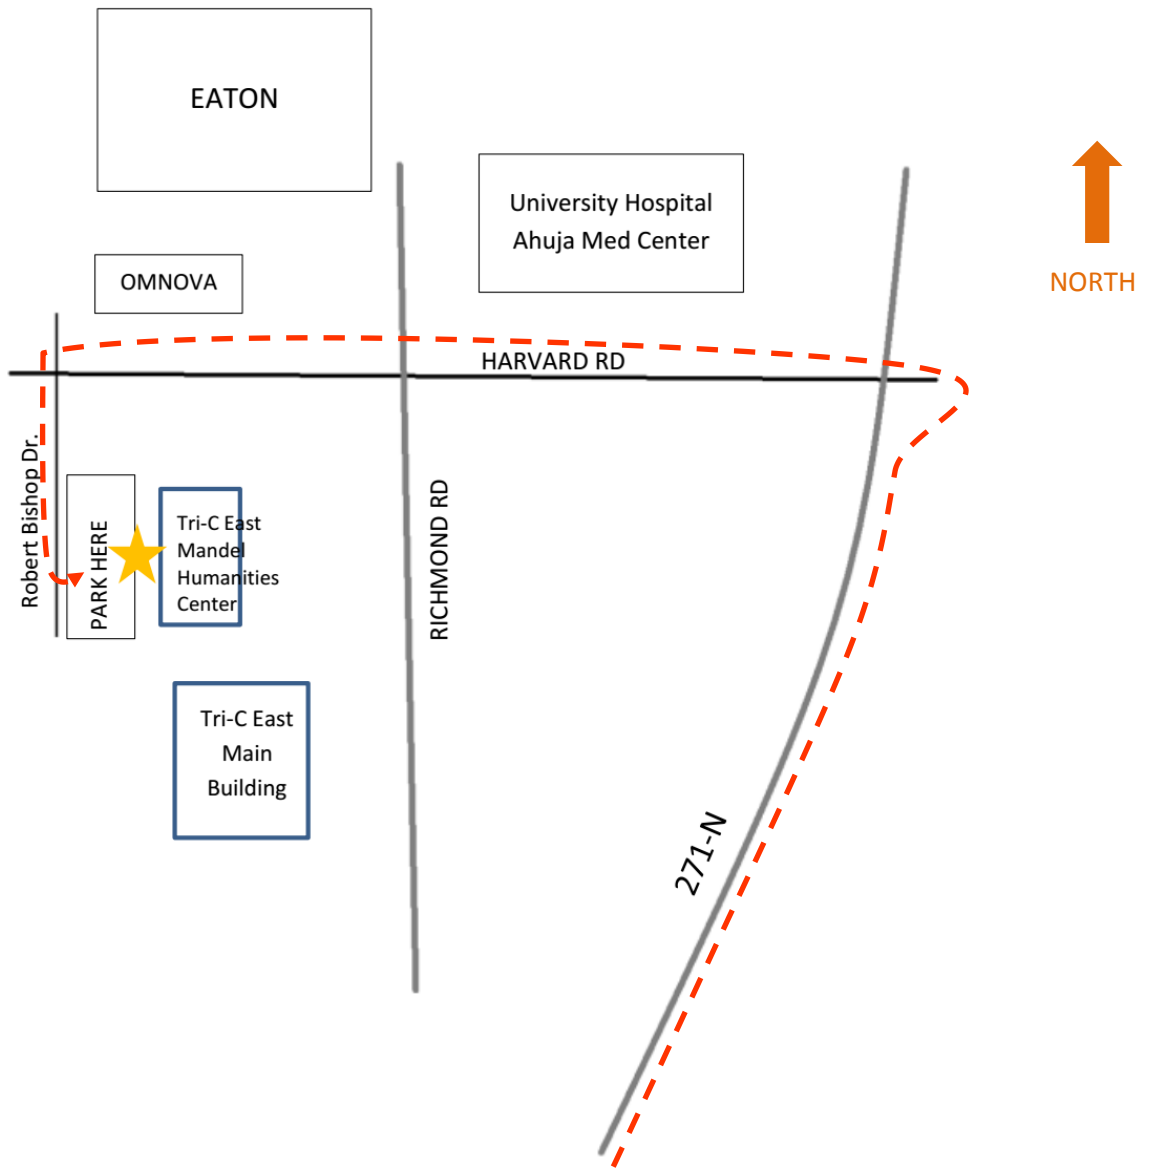 EATON
University Hospital
Ahuja Med Center
NORTH
OMNOVA
HARVARD RD
Robert Bishop Dr.
PARK HERE
Tri-C East
Mandel
Humanities
Center
RICHMOND RD
Tri-C East
Main
Building
271-N